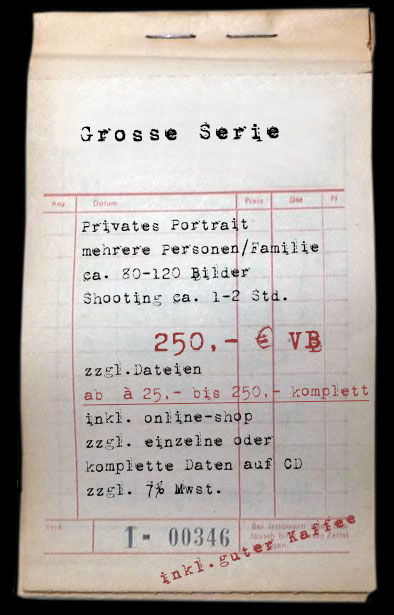 Grosse Serie
Anz Datum Preis DM Pf
Privates Portrait
mehrere Personen/Familie
ca. 80-120 Bilder
Shooting ca. 1-2 Std.
250,- € VB
zzgl.Dateien
ab à 25,- bis 250,- komplett
inkl. online-shop
zzgl. einzelne oder
komplette Daten auf CD
zzgl. 7% Mwst.
I- 00346
inkl.guter Kaffee